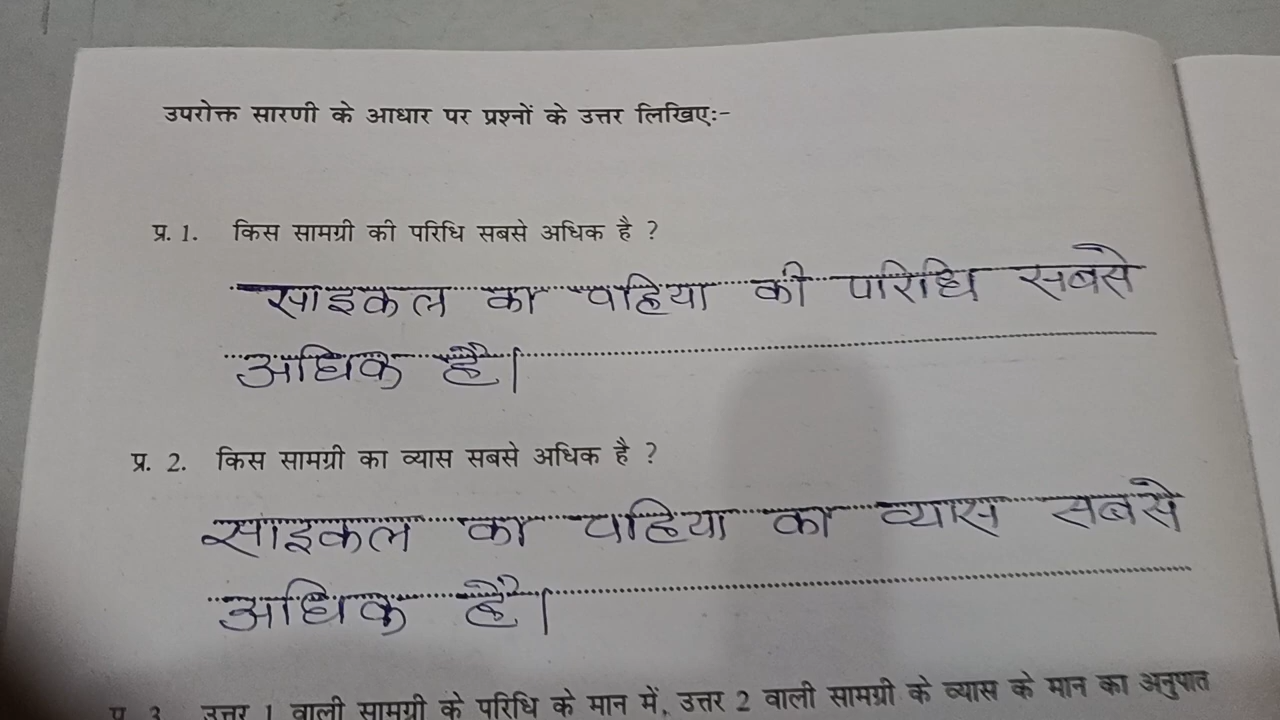 उपरोक्त सारणी के आधार पर प्रश्नों के उत्तर लिखिए:-
प्र. 1. किस सामग्री की परिधि सबसे अधिक है ?
साइकल का पहिया की परिधि सबसे
अधिक है।
प्र. 2. किस सामग्री का व्यास सबसे अधिक है ?
साइकल का पहिया का व्यास सबसे
अधिक है।
प्र. 3. उत्तर 1 वाली सामग्री के परिधि के मान में, उत्तर 2 वाली सामग्री के व्यास के मान का अनुपात